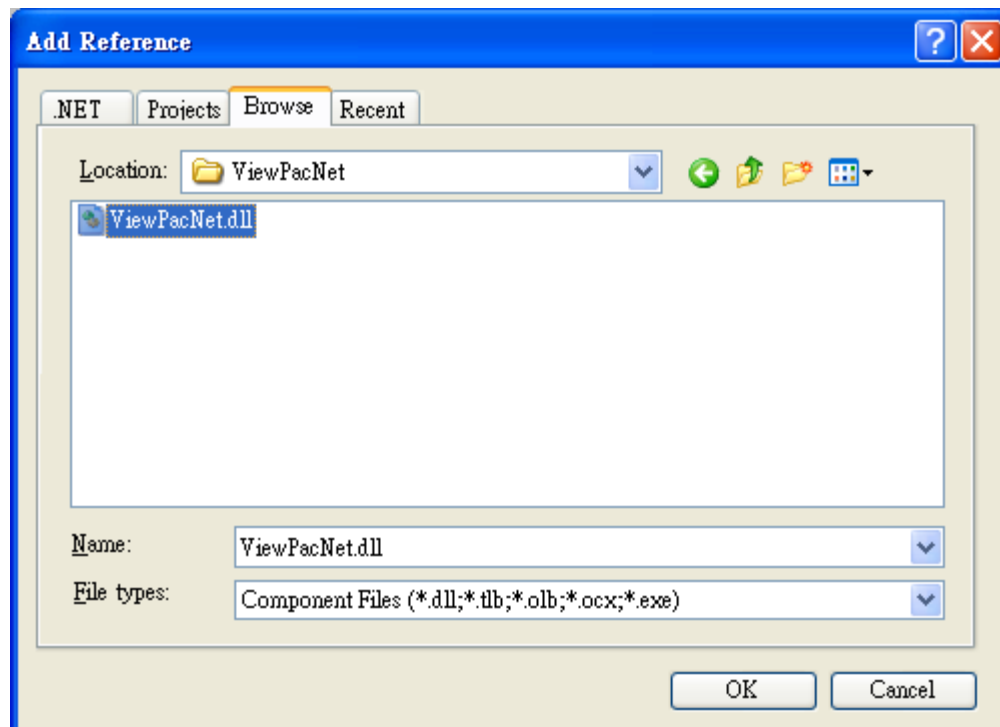 Add Reference
.NET Projects Browse Recent
Location: ViewPacNet
ViewPacNet.dll
Name: ViewPacNet.dll
File types: Component Files (*.dll;*.tlb;*.olb;*.ocx;*.exe)
OK Cancel